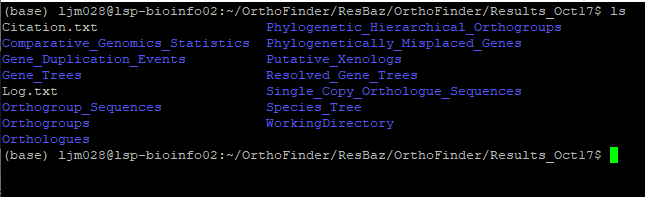 (base) ljm028@lsp-bioinfo02:~/OrthoFinder/ResBaz/OrthoFinder/Results_Oct17$ ls
Citation.txt                      Phylogenetic_Hierarchical_Orthogroups
Comparative_Genomics_Statistics  Phylogenetically_Misplaced_Genes
Gene_Duplication_Events          Putative_Xenologs
Gene_Trees                       Resolved_Gene_Trees
Log.txt                          Single_Copy_Orthologue_Sequences
Orthogroup_Sequences             Species_Tree
Orthogroups                      WorkingDirectory
Orthologues
(base) ljm028@lsp-bioinfo02:~/OrthoFinder/ResBaz/OrthoFinder/Results_Oct17$